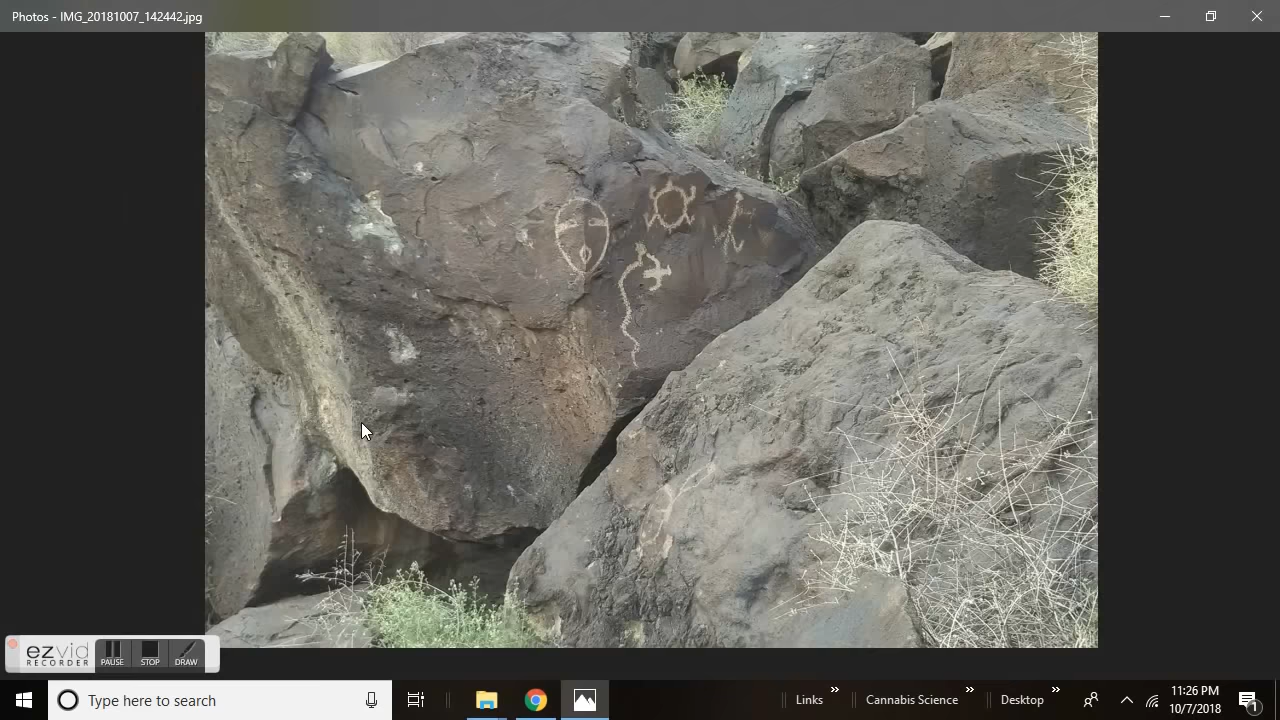 Photos - IMG_20181007_142442.jpg
ezvid
RECORDER
PAUSE
STOP
DRAW
Type here to search
Links
Cannabis Science
Desktop
11:26 PM
10/7/2018
1